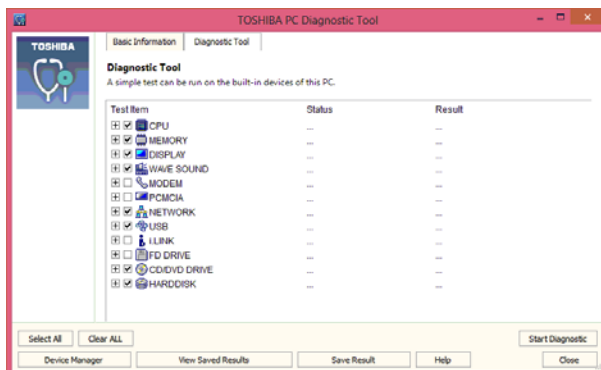 TOSHIBA PC Diagnostic Tool
TOSHIBA
Basic Information Diagnostic Tool
Diagnostic Tool
A simple test can be run on the built-in devices of this PC.
Test Item Status Result
CPU ... ...
MEMORY ... ...
DISPLAY ... ...
WAVE SOUND ... ...
MODEM ... ...
PCMCIA ... ...
NETWORK ... ...
USB ... ...
i.LINK ... ...
FD DRIVE ... ...
CD/DVD DRIVE ... ...
HARDDISK ... ...
Select All Clear ALL Start Diagnostic
Device Manager View Saved Results Save Result Help Close